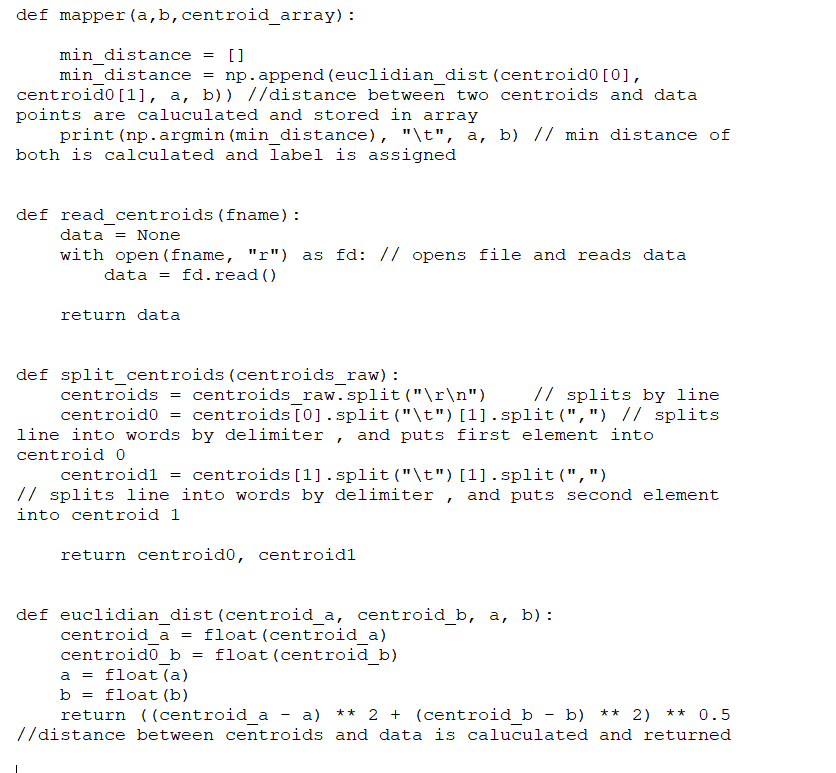 def mapper(a,b,centroid_array):
min_distance = []
min_distance = np.append(euclidian_dist(centroid0[0],
centroid0[1], a, b)) //distance between two centroids and data
points are caluculated and stored in array
print(np.argmin(min_distance), "\t", a, b) // min distance of
both is calculated and label is assigned
def read_centroids(fname):
data = None
with open(fname, "r") as fd: // opens file and reads data
data = fd.read()
return data
def split_centroids(centroids_raw):
centroids = centroids_raw.split("\r\n")    // splits by line
centroid0 = centroids[0].split("\t")[1].split(",") // splits
line into words by delimiter , and puts first element into
centroid 0
centroid1 = centroids[1].split("\t")[1].split(",")
// splits line into words by delimiter , and puts second element
into centroid 1
return centroid0, centroid1
def euclidian_dist(centroid_a, centroid_b, a, b):
centroid_a = float(centroid_a)
centroid0_b = float(centroid_b)
a = float(a)
b = float(b)
return ((centroid_a - a) ** 2 + (centroid_b - b) ** 2) ** 0.5
//distance between centroids and data is caluculated and returned